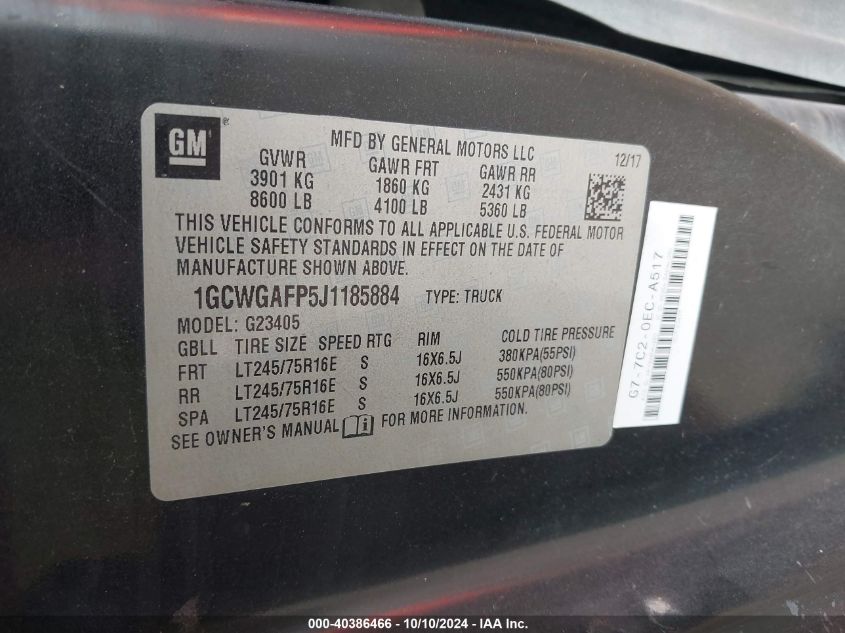 GM®
MFD BY GENERAL MOTORS LLC
12/17
GVWR GAWR FRT GAWR RR
3901 KG 1860 KG 2431 KG
8600 LB 4100 LB 5360 LB
THIS VEHICLE CONFORMS TO ALL APPLICABLE U.S. FEDERAL MOTOR
VEHICLE SAFETY STANDARDS IN EFFECT ON THE DATE OF
MANUFACTURE SHOWN ABOVE.
1GCWGAFP5J1185884 TYPE: TRUCK
MODEL: G23405
GBLL TIRE SIZE SPEED RTG RIM COLD TIRE PRESSURE
FRT LT245/75R16E S 16X6.5J 380KPA(55PSI)
RR LT245/75R16E S 16X6.5J 550KPA(80PSI)
SPA LT245/75R16E S 16X6.5J 550KPA(80PSI)
SEE OWNER'S MANUAL FOR MORE INFORMATION.
G7-7C2-0EC-A517
000-40386466 - 10/10/2024 - IAA Inc.